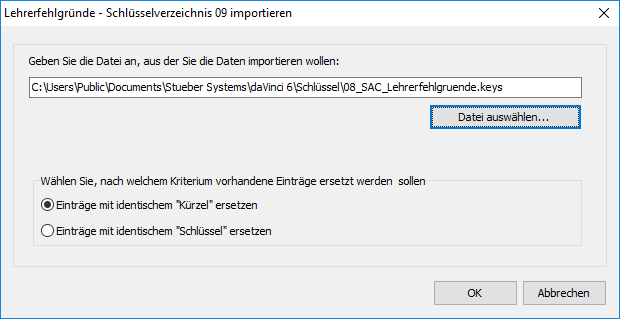 Lehrerfehlgründe - Schlüsselverzeichnis 09 importieren
Geben Sie die Datei an, aus der Sie die Daten importieren wollen:
C:\Users\Public\Documents\Stueber Systems\daVinci 6\Schlüssel\08_SAC_Lehrerfehlgruende.keys
Datei auswählen...
Wählen Sie, nach welchem Kriterium vorhandene Einträge ersetzt werden sollen
Einträge mit identischem "Kürzel" ersetzen
Einträge mit identischem "Schlüssel" ersetzen
OK
Abbrechen